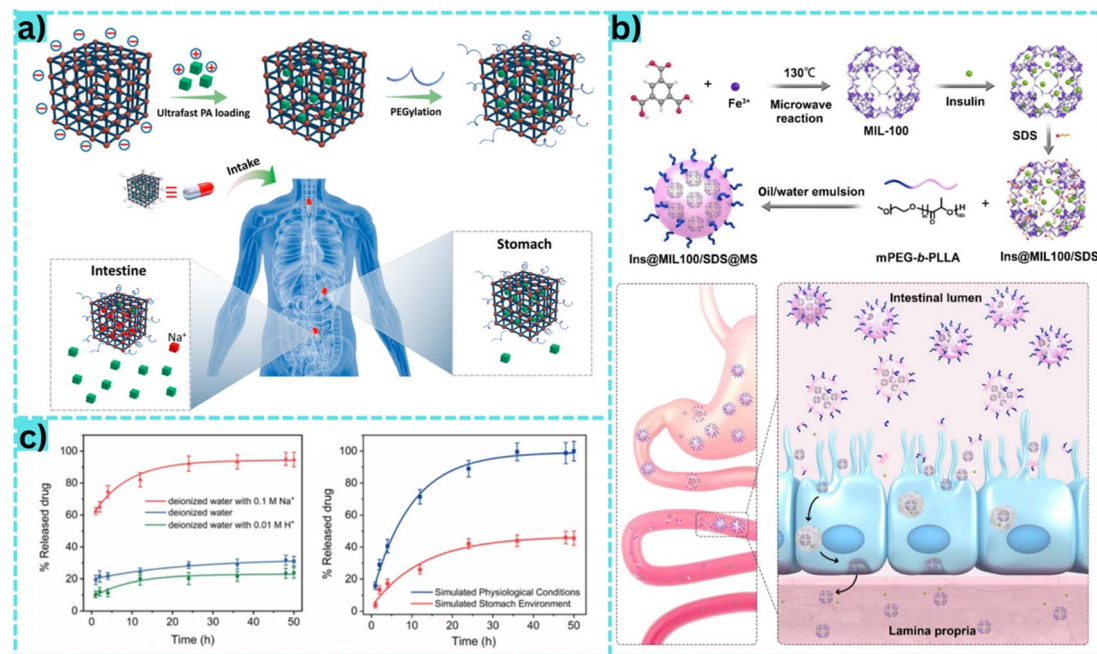 a)
Ultrafast PA loading
PEGylation
Intake
Intestine
Na⁺
Stomach
b)
+
Fe³⁺
130℃
Microwave
reaction
MIL-100
Insulin
Ins@MIL100/SDS
SDS
+
mPEG-b-PLLA
Oil/water emulsion
Ins@MIL100/SDS@MS
Intestinal lumen
Lamina propria
c)
% Released drug
100
80
60
40
20
0
deionized water with 0.1 M Na⁺
deionized water
deionized water with 0.01 M H⁺
0 10 20 30 40 50
Time (h)
% Released drug
100
80
60
40
20
0
Simulated Physiological Conditions
Simulated Stomach Environment
0 10 20 30 40 50
Time (h)